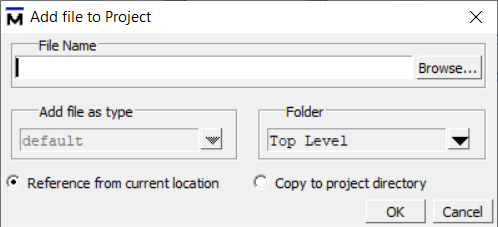 Add file to Project
File Name
Browse...
Add file as type
Folder
default
Top Level
Reference from current location
Copy to project directory
OK
Cancel